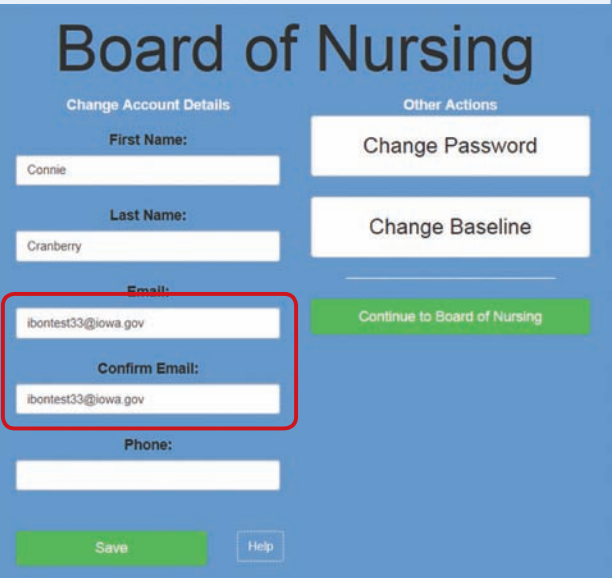 Board of Nursing
Change Account Details
First Name:
Connie
Last Name:
Cranberry
Email:
ibontest33@iowa.gov
Confirm Email:
ibontest33@iowa.gov
Phone:
Save
Help
Other Actions
Change Password
Change Baseline
Continue to Board of Nursing